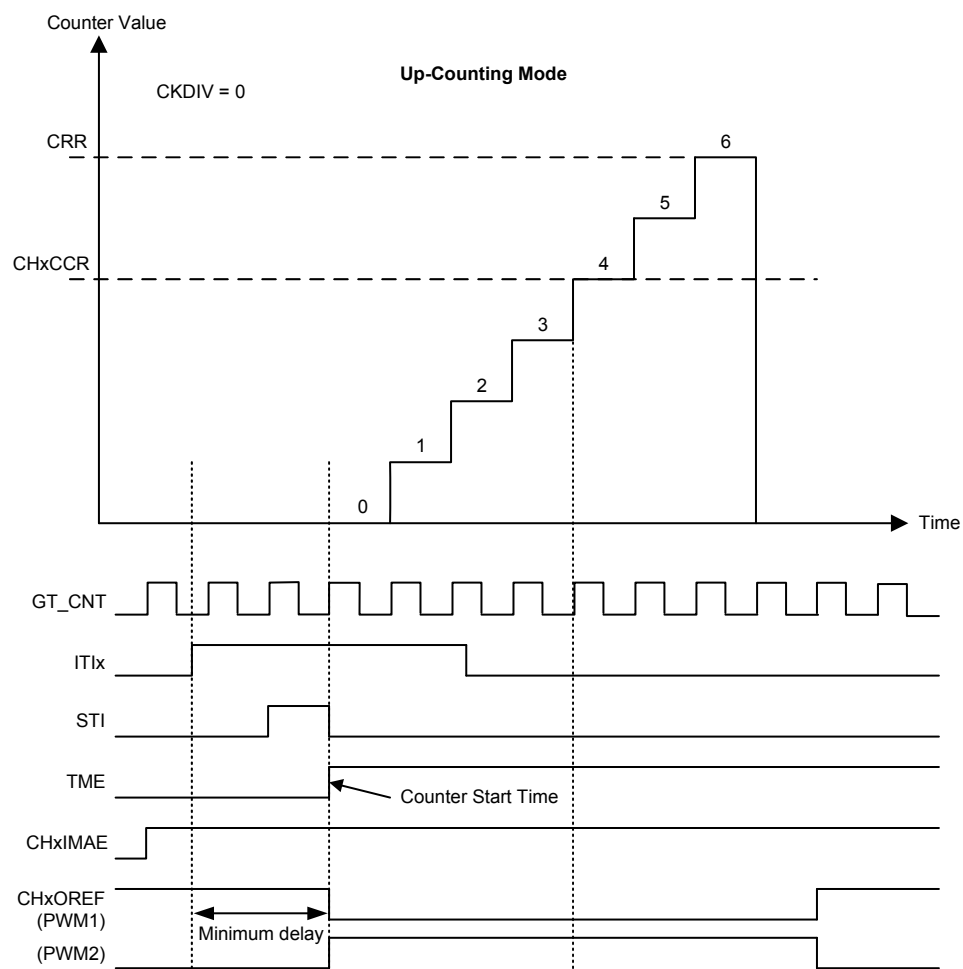 Counter Value
Up-Counting Mode
CKDIV = 0
CRR
6
5
CHxCCR
4
3
2
1
0
Time
GT_CNT
ITIx
STI
TME
Counter Start Time
CHxIMAE
CHxOREF
(PWM1)
Minimum delay
(PWM2)